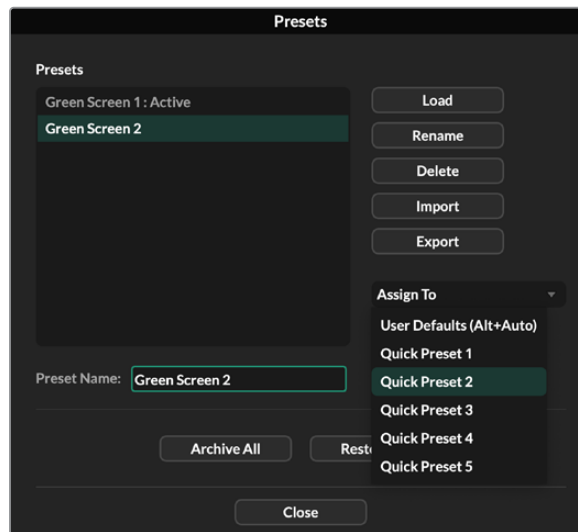 Presets
Presets
Green Screen 1 : Active
Green Screen 2
Load
Rename
Delete
Import
Export
Assign To
User Defaults (Alt+Auto)
Quick Preset 1
Quick Preset 2
Quick Preset 3
Quick Preset 4
Quick Preset 5
Preset Name: Green Screen 2
Archive All
Close